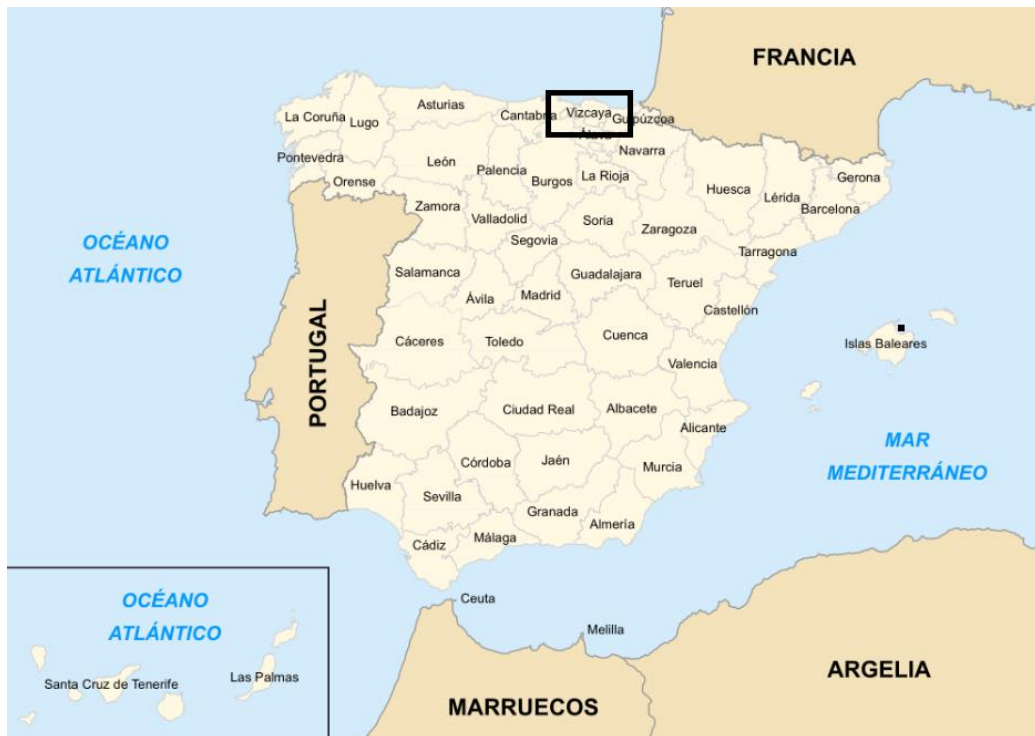 FRANCIA
Asturias
Cantabria
Vizcaya
Guipúzcoa
La Coruña
Lugo
Álava
Navarra
Pontevedra
León
Palencia
Burgos
La Rioja
Huesca
Lérida
Gerona
Orense
Barcelona
Zamora
Valladolid
Soria
Zaragoza
OCÉANO
ATLÁNTICO
Segovia
Tarragona
Salamanca
Ávila
Madrid
Guadalajara
Teruel
Castellón
PORTUGAL
Cáceres
Toledo
Cuenca
Islas Baleares
Valencia
Badajoz
Ciudad Real
Albacete
Alicante
MAR
MEDITERRÁNEO
Córdoba
Jaén
Murcia
Huelva
Sevilla
Granada
Almería
Cádiz
Málaga
OCÉANO
ATLÁNTICO
Ceuta
Melilla
Santa Cruz de Tenerife
Las Palmas
ARGELIA
MARRUECOS